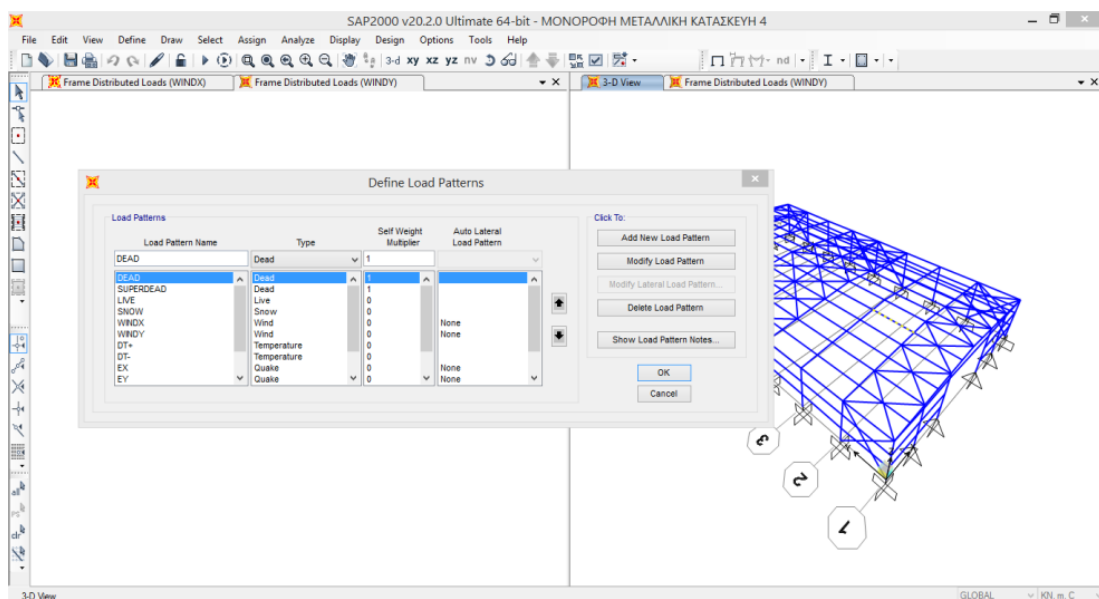 SAP2000 v20.2.0 Ultimate 64-bit - ΜΟΝΟΡΟΦΗ ΜΕΤΑΛΛΙΚΗ ΚΑΤΑΣΚΕΥΗ 4
File Edit View Define Draw Select Assign Analyze Display Design Options Tools Help
3-d xy xz yz nv nd
Frame Distributed Loads (WINDX) Frame Distributed Loads (WINDY) 3-D View Frame Distributed Loads (WINDY)
Define Load Patterns
Load Patterns Click To:
Load Pattern Name Type Self Weight Multiplier Auto Lateral Load Pattern
DEAD Dead 1
DEAD Dead 1
SUPERDEAD Dead 1
LIVE Live 0
SNOW Snow 0
WINDX Wind 0 None
WINDY Wind 0 None
DT+ Temperature 0
DT- Temperature 0
EX Quake 0 None
EY Quake 0 None
Add New Load Pattern
Modify Load Pattern
Modify Lateral Load Pattern...
Delete Load Pattern
Show Load Pattern Notes...
OK
Cancel
3
2
1
all
clr
3-D View GLOBAL KN, m, C